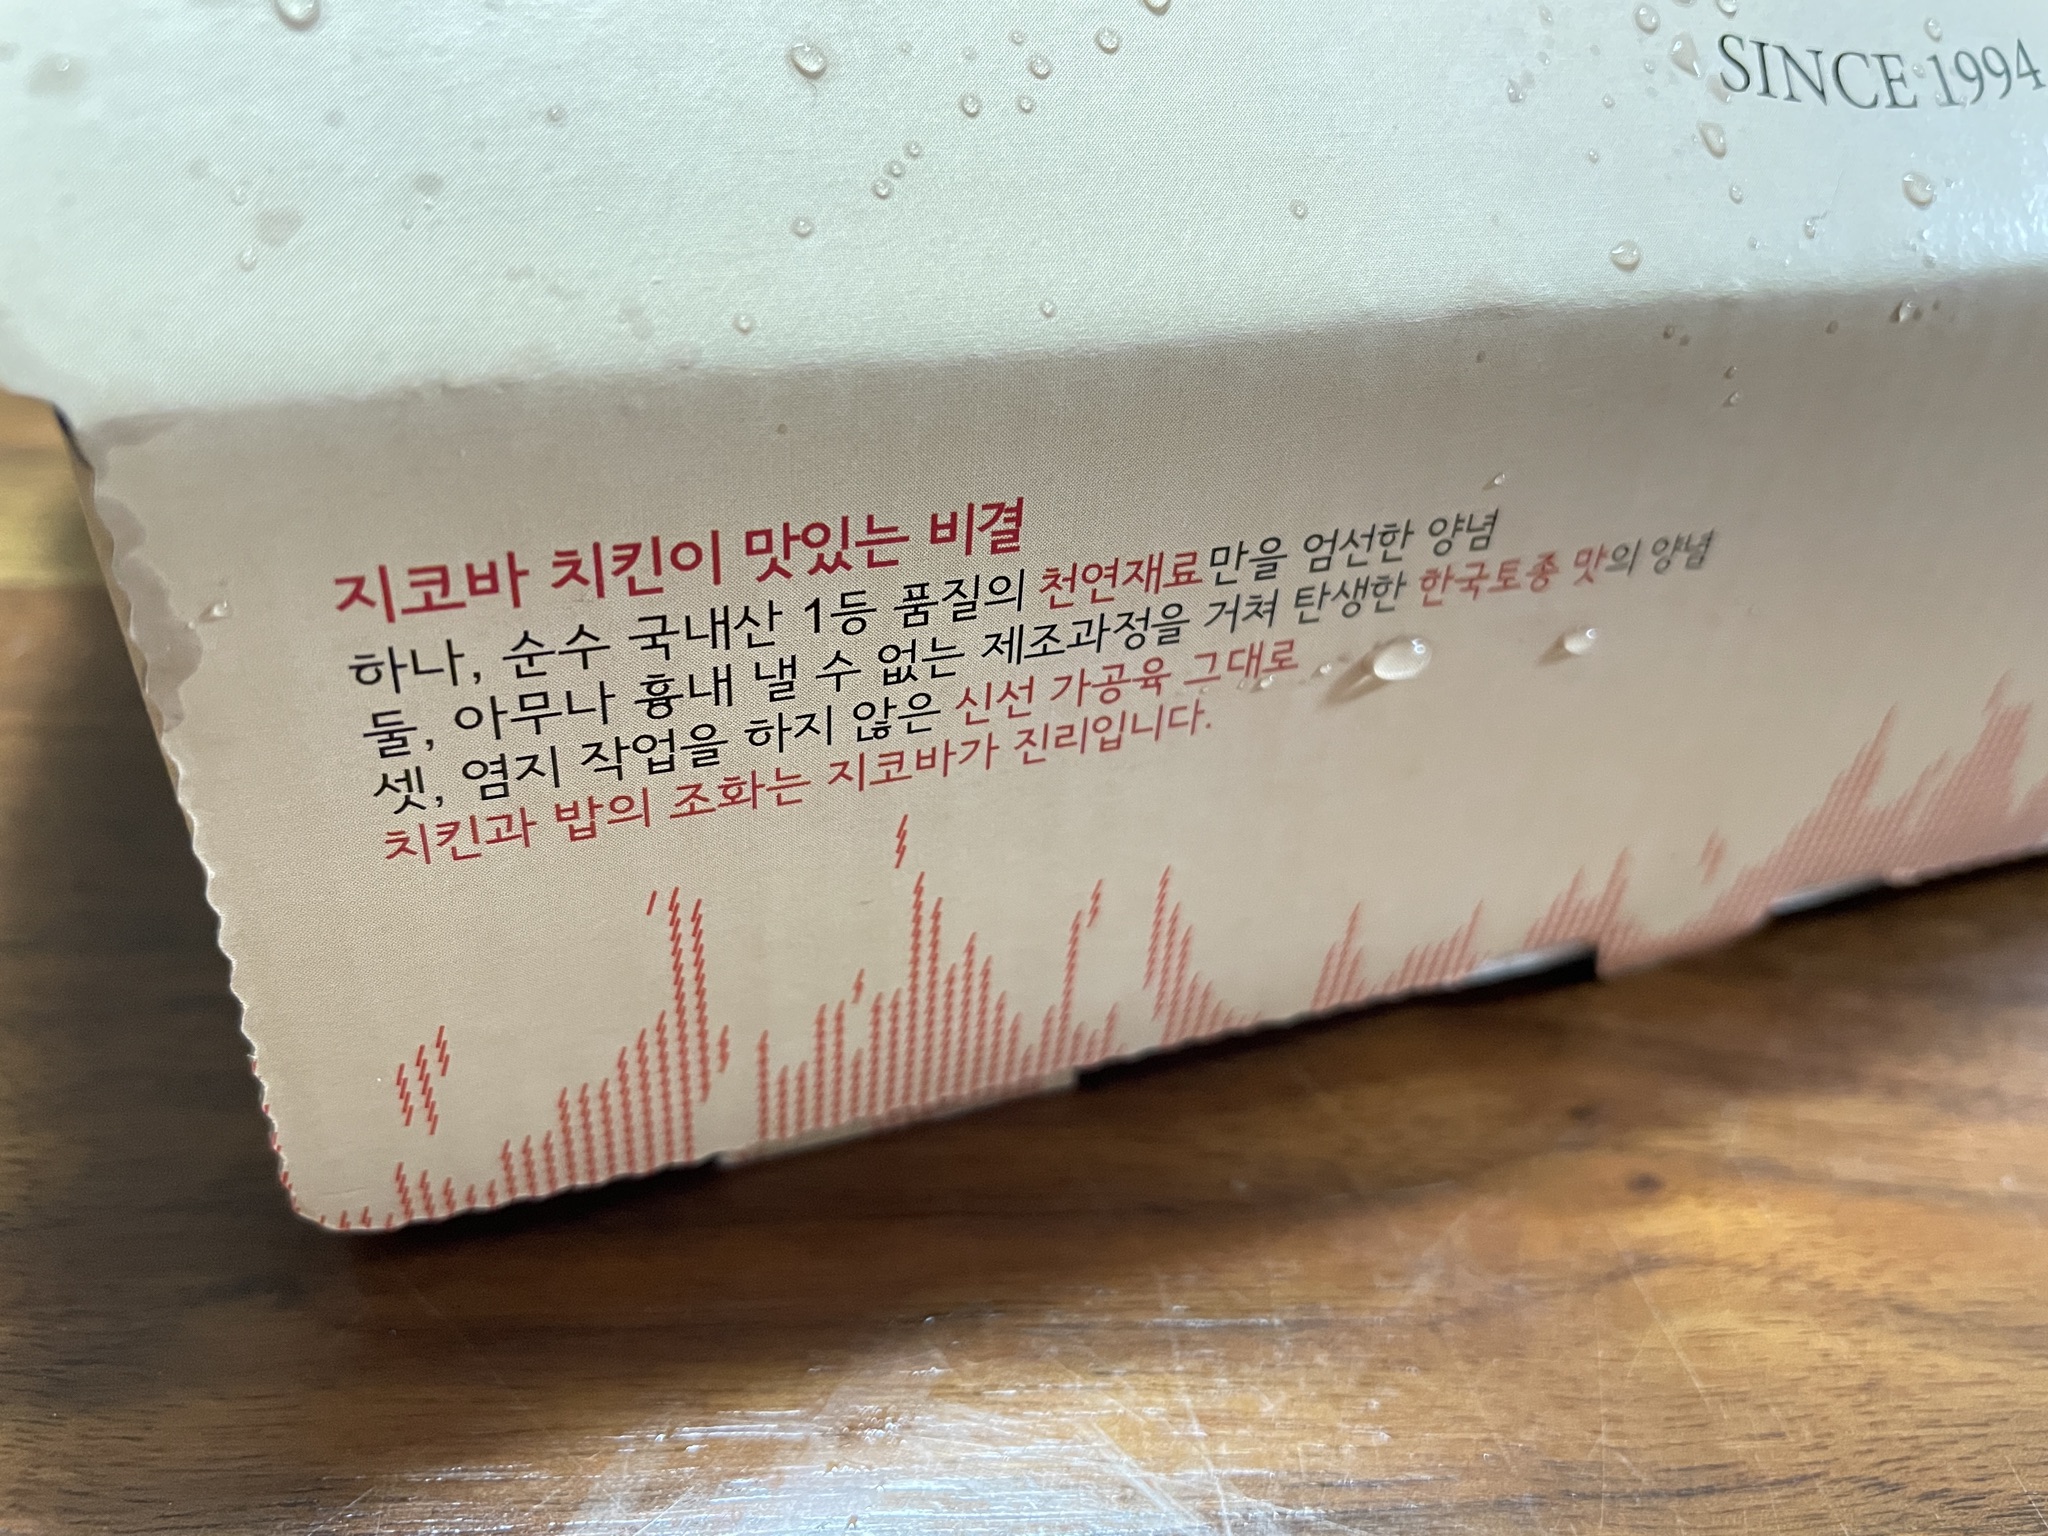 SINCE 1994
지코바 치킨이 맛있는 비결
하나, 순수 국내산 1등 품질의 천연재료만을 엄선한 양념
둘, 아무나 흉내 낼 수 없는 제조과정을 거쳐 탄생한 한국토종 맛의 양념
셋, 염지 작업을 하지 않은 신선 가공육 그대로
치킨과 밥의 조화는 지코바가 진리입니다.